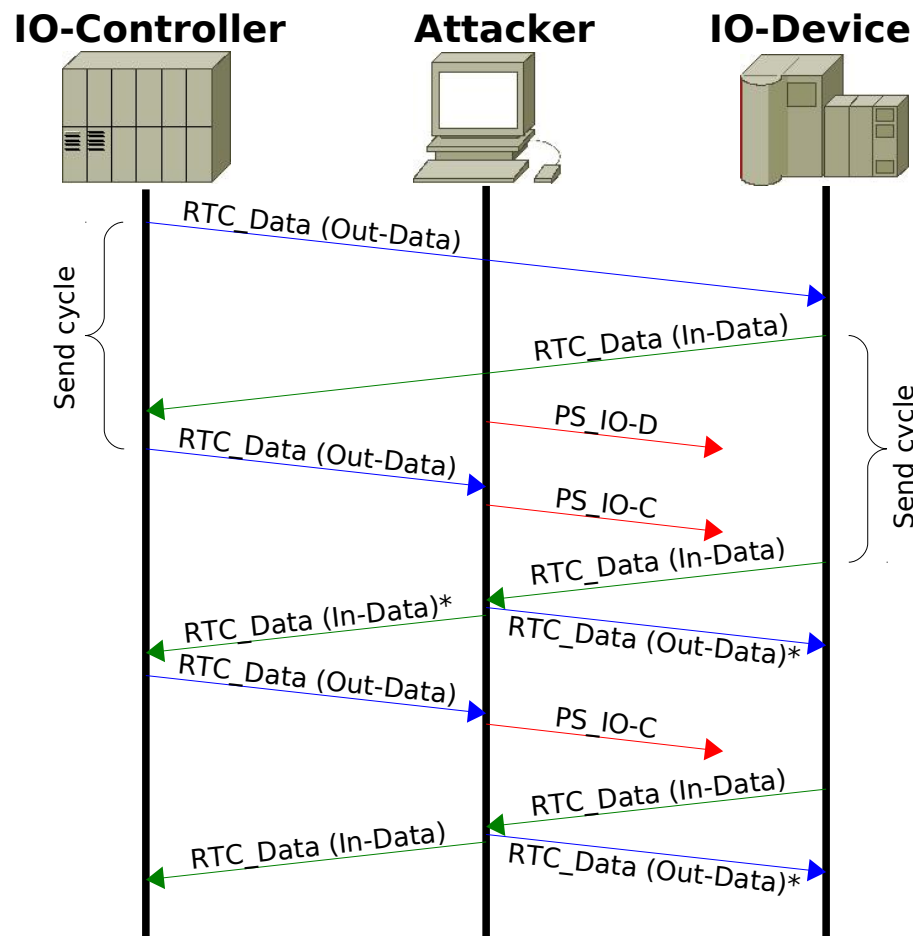 IO-Controller
Attacker
IO-Device
RTC_Data (Out-Data)
Send cycle
RTC_Data (In-Data)
Send cycle
PS_IO-D
RTC_Data (Out-Data)
PS_IO-C
RTC_Data (In-Data)
RTC_Data (In-Data)*
RTC_Data (Out-Data)*
RTC_Data (Out-Data)
PS_IO-C
RTC_Data (In-Data)
RTC_Data (In-Data)
RTC_Data (Out-Data)*